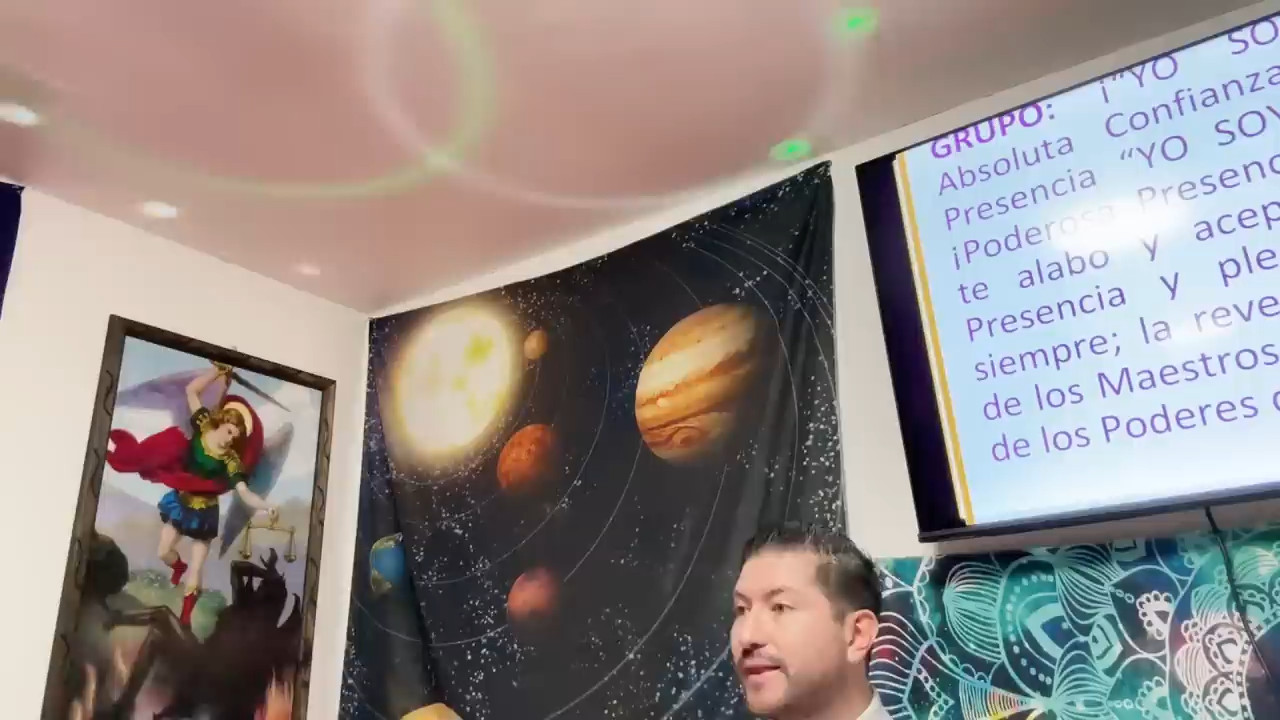 GRUPO: ¡"YO SO
Absoluta Confianza
Presencia "YO SOY
¡Poderosa Presenc
te alabo y acep
Presencia y ple
siempre; la reve
de los Maestros
de los Poderes